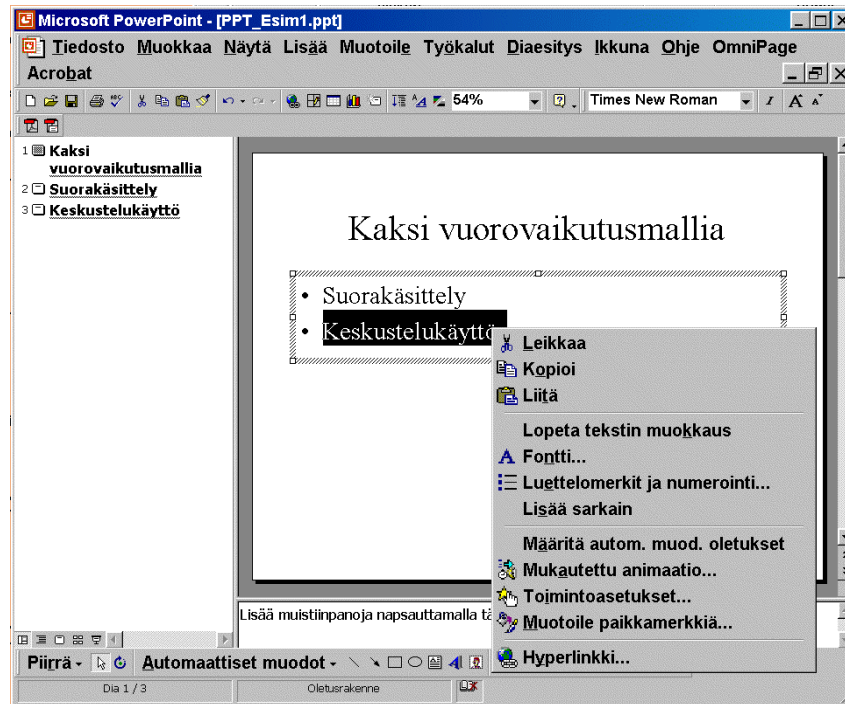 Microsoft PowerPoint - [PPT_Esim1.ppt]
Tiedosto Muokkaa Näytä Lisää Muotoile Työkalut Diaesitys Ikkuna Ohje OmniPage
Acrobat
54%
Times New Roman
1 Kaksi
vuorovaikutusmallia
2 Suorakäsittely
3 Keskustelukäyttö
Kaksi vuorovaikutusmallia
• Suorakäsittely
• Keskustelukäyttö
Leikkaa
Kopioi
Liitä
Lopeta tekstin muokkaus
Fontti...
Luettelomerkit ja numerointi...
Lisää sarkain
Määritä autom. muod. oletukset
Mukautettu animaatio...
Toimintoasetukset...
Muotoile paikkamerkkiä...
Hyperlinkki...
Lisää muistiinpanoja napsauttamalla tä
Piirrä Automaattiset muodot
Dia 1 / 3 Oletusrakenne